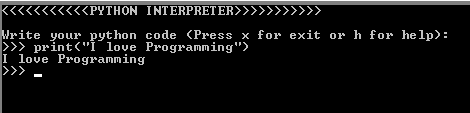 <<<<<<<<<<<PYTHON INTERPRETER>>>>>>>>>>>
Write your python code (Press x for exit or h for help):
>>> print("I love Programming")
I love Programming
>>> _